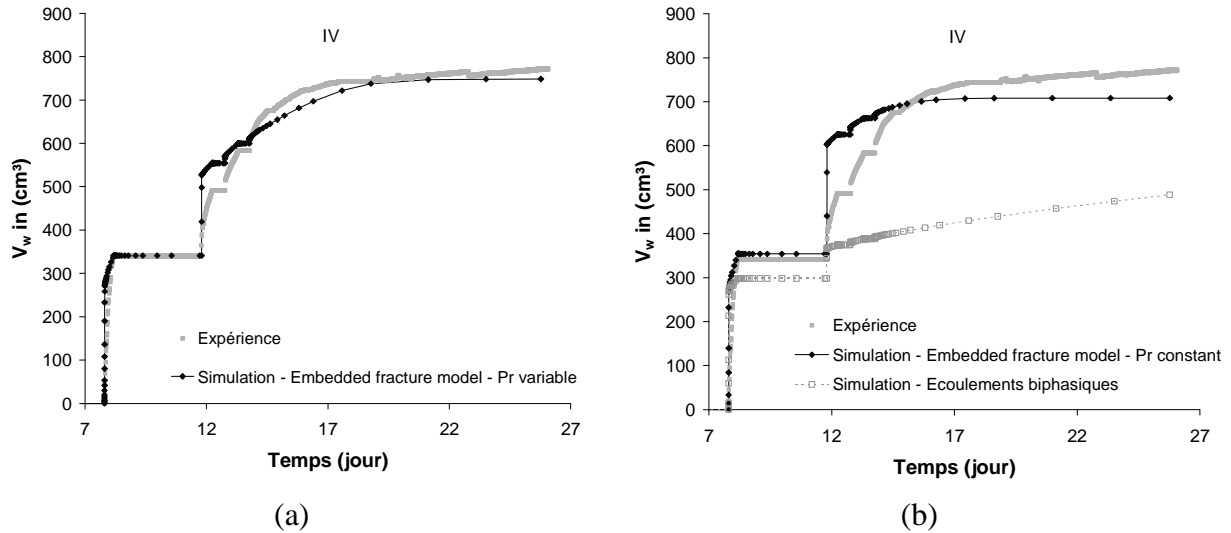 IV
900
800
700
600
500
400
300
200
100
0
7 12 17 22 27
V_w in (cm³)
Temps (jour)
Expérience
Simulation - Embedded fracture model - Pr variable
(a)
IV
900
800
700
600
500
400
300
200
100
0
7 12 17 22 27
V_w in (cm³)
Temps (jour)
Expérience
Simulation - Embedded fracture model - Pr constant
Simulation - Ecoulements biphasiques
(b)